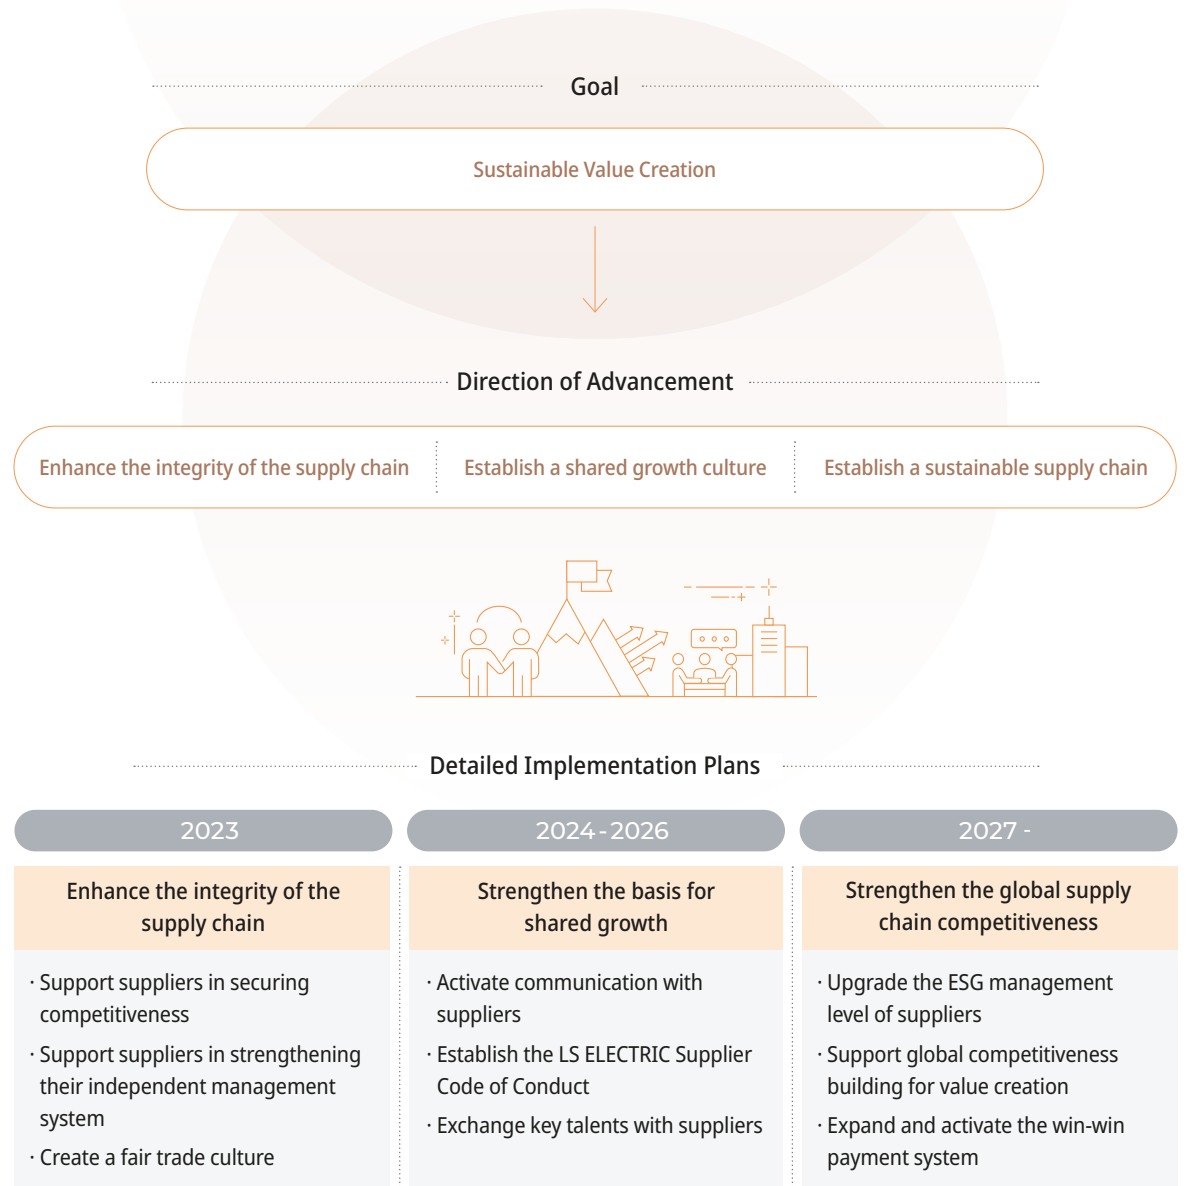 Goal
Sustainable Value Creation
Direction of Advancement
Enhance the integrity of the supply chain
Establish a shared growth culture
Establish a sustainable supply chain
Detailed Implementation Plans
2023
Enhance the integrity of the
supply chain
· Support suppliers in securing
competitiveness
· Support suppliers in strengthening
their independent management
system
· Create a fair trade culture
2024-2026
Strengthen the basis for
shared growth
· Activate communication with
suppliers
· Establish the LS ELECTRIC Supplier
Code of Conduct
· Exchange key talents with suppliers
2027 -
Strengthen the global supply
chain competitiveness
· Upgrade the ESG management
level of suppliers
· Support global competitiveness
building for value creation
· Expand and activate the win-win
payment system